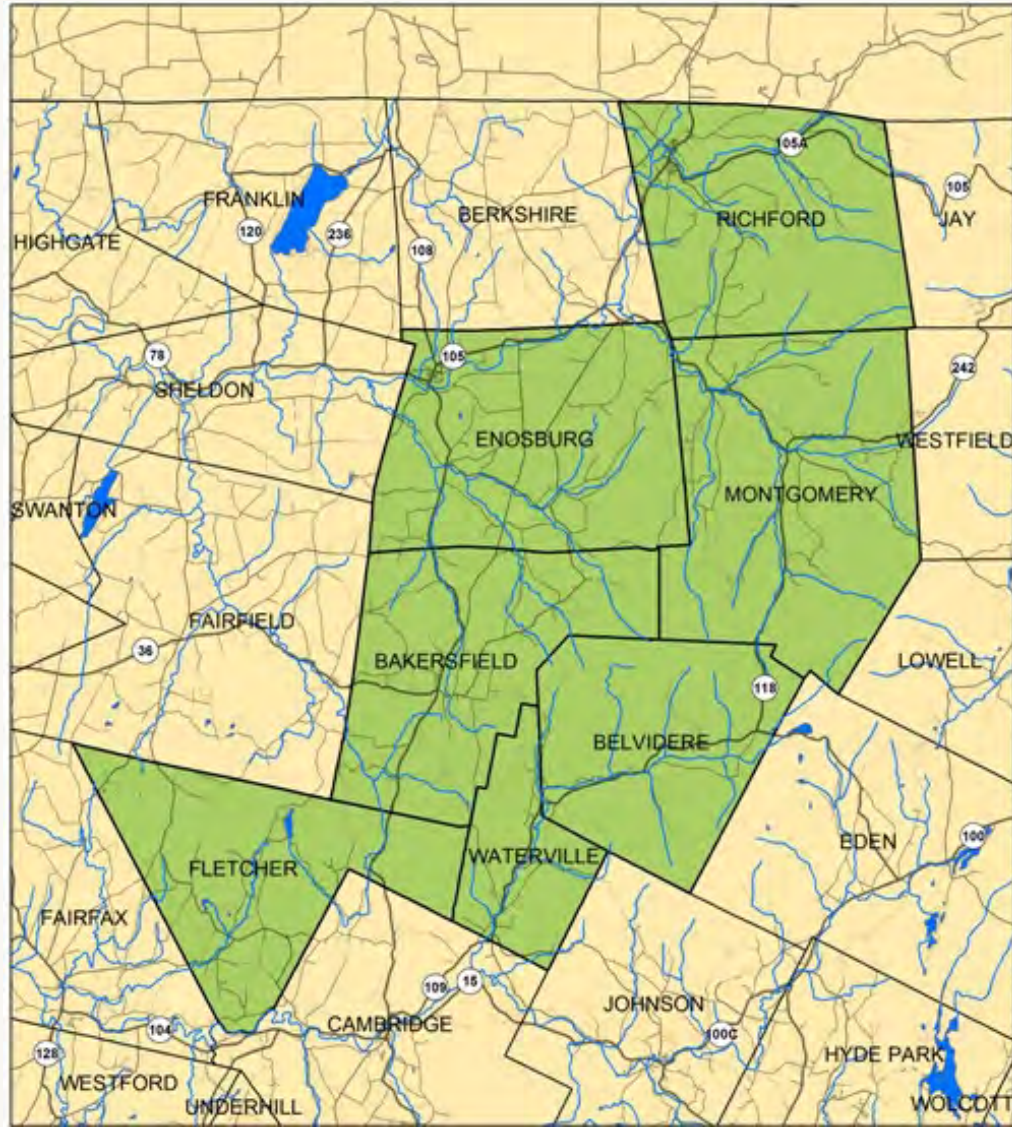 105A
FRANKLIN
BERKSHIRE
RICHFORD
105
JAY
HIGHGATE
120
236
108
78
105
242
SHELDON
ENOSBURG
WESTFIELD
SWANTON
MONTGOMERY
FAIRFIELD
36
BAKERSFIELD
LOWELL
118
BELVIDERE
EDEN
100
FLETCHER
WATERVILLE
FAIRFAX
109
15
JOHNSON
104
CAMBRIDGE
100C
128
HYDE PARK
WESTFORD
UNDERHILL
WOLCOTT